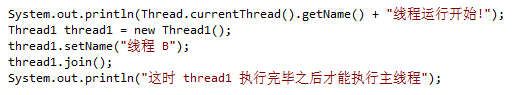 System.out.println(Thread.currentThread().getName() + "线程运行开始!");
Thread1 thread1 = new Thread1();
thread1.setName("线程 B");
thread1.join();
System.out.println("这时 thread1 执行完毕之后才能执行主线程");